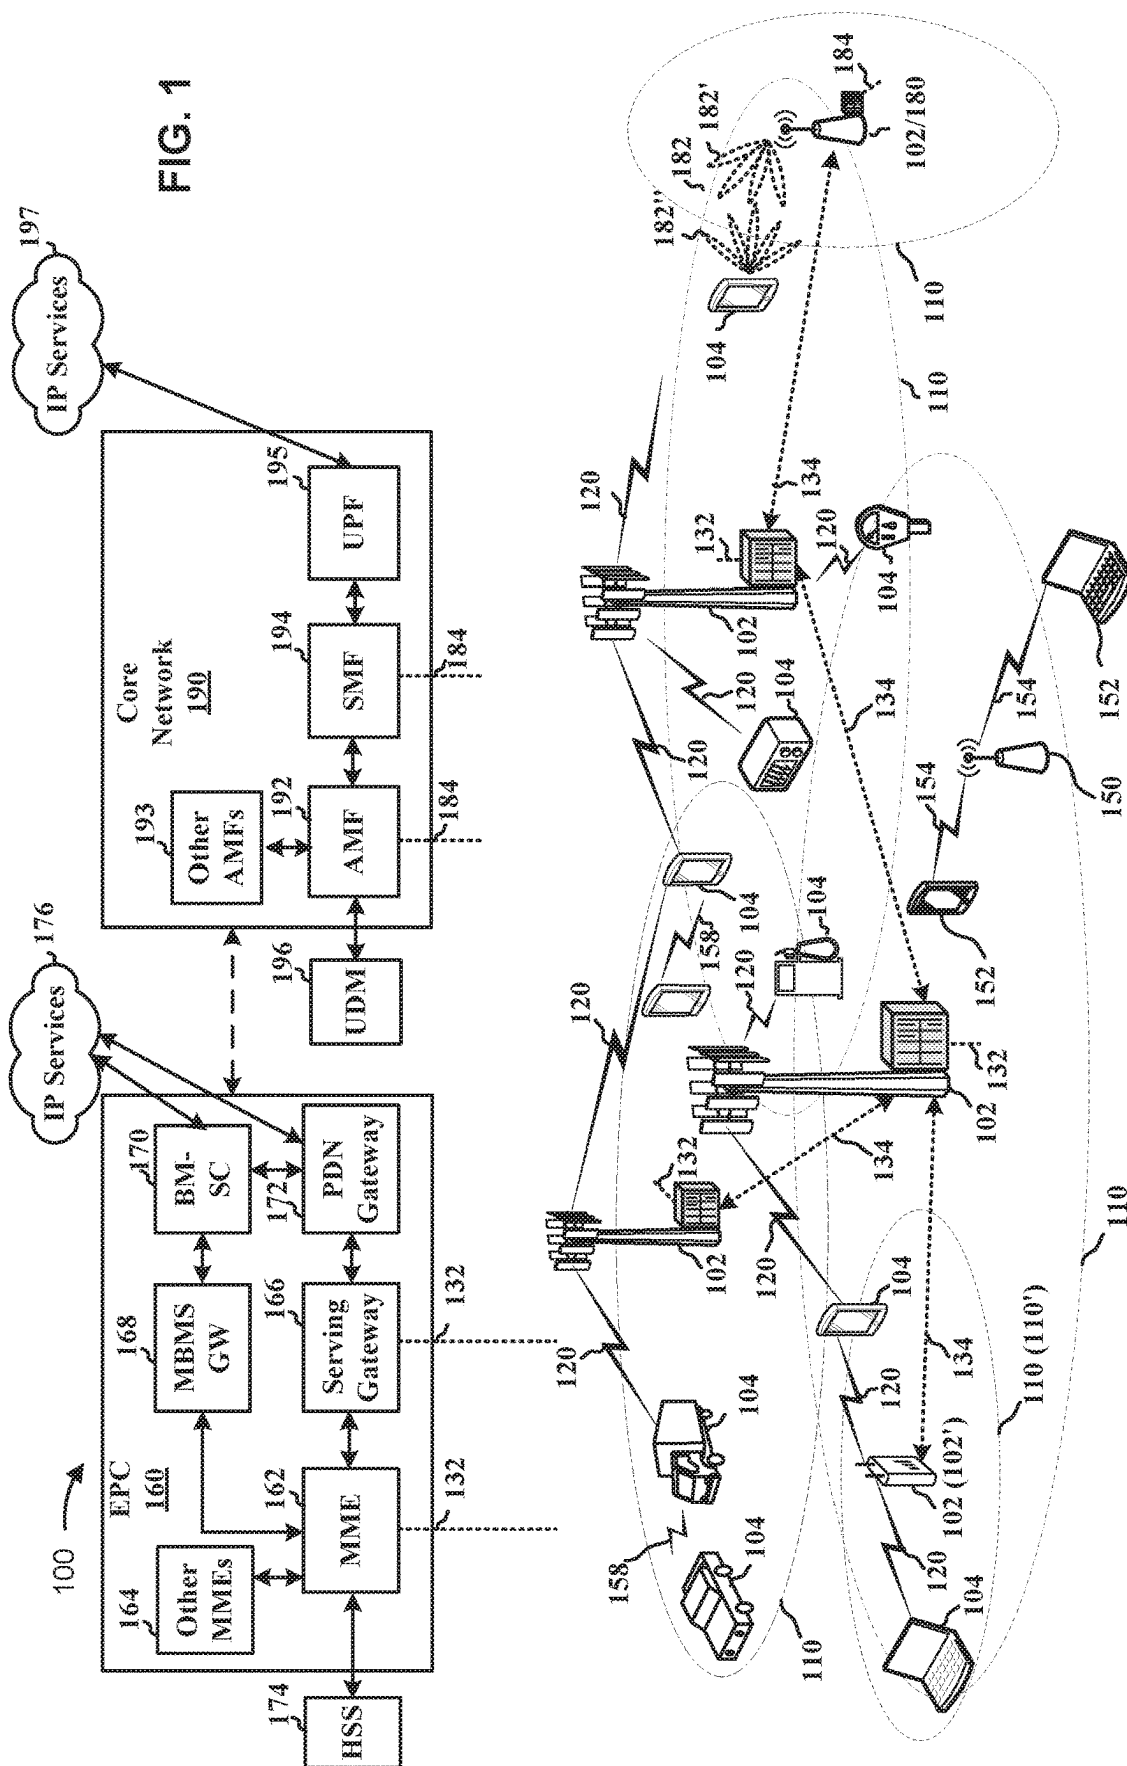 FIG. 1
100
IP Services
176
IP Services
197
EPC
160
Other
MMEs
164
MBMS
GW
168
BM-
SC
170
HSS
174
MME
162
Serving
Gateway
166
PDN
Gateway
172
132
132
Core
Network
190
Other
AMFs
193
UDM
196
AMF
192
SMF
194
UPF
195
184
184
120
120
120
120
158
104
104
132
102
158
104
120
104
132
102
134
104
182''
182
182'
184
102/180
110
110
110
134
120
120
104
120
104
104
134
134
120
104
120
102 (102')
134
132
102
152
154
154
150
152
110 (110')
110